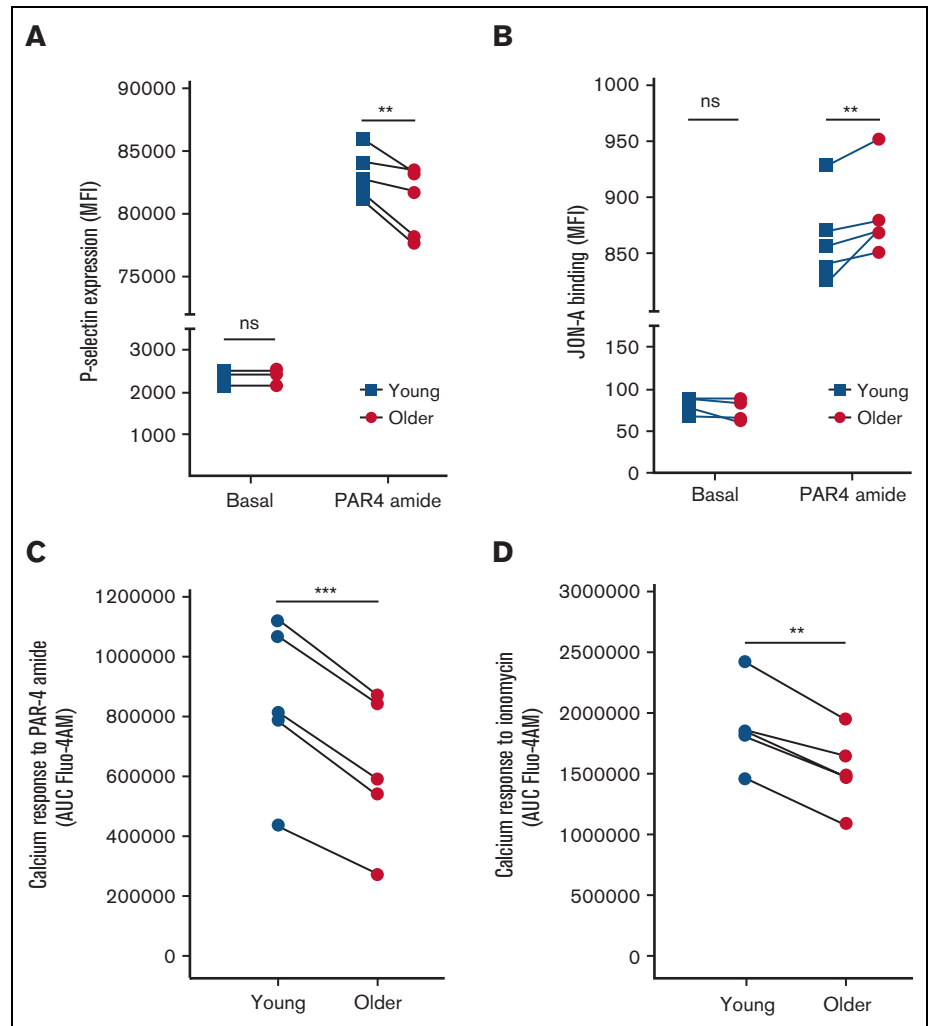 A
P-selectin expression (MFI)
90000
85000
80000
75000
3000
2000
1000
**
ns
Young
Older
Basal
PAR4 amide
B
JON-A binding (MFI)
1000
950
900
850
150
100
50
0
ns
**
Young
Older
Basal
PAR4 amide
C
Calcium response to PAR-4 amide
(AUC Fluo-4AM)
1200000
1000000
800000
600000
400000
200000
0
***
Young
Older
D
Calcium response to ionomycin
(AUC Fluo-4AM)
3000000
2500000
2000000
1500000
1000000
500000
0
**
Young
Older